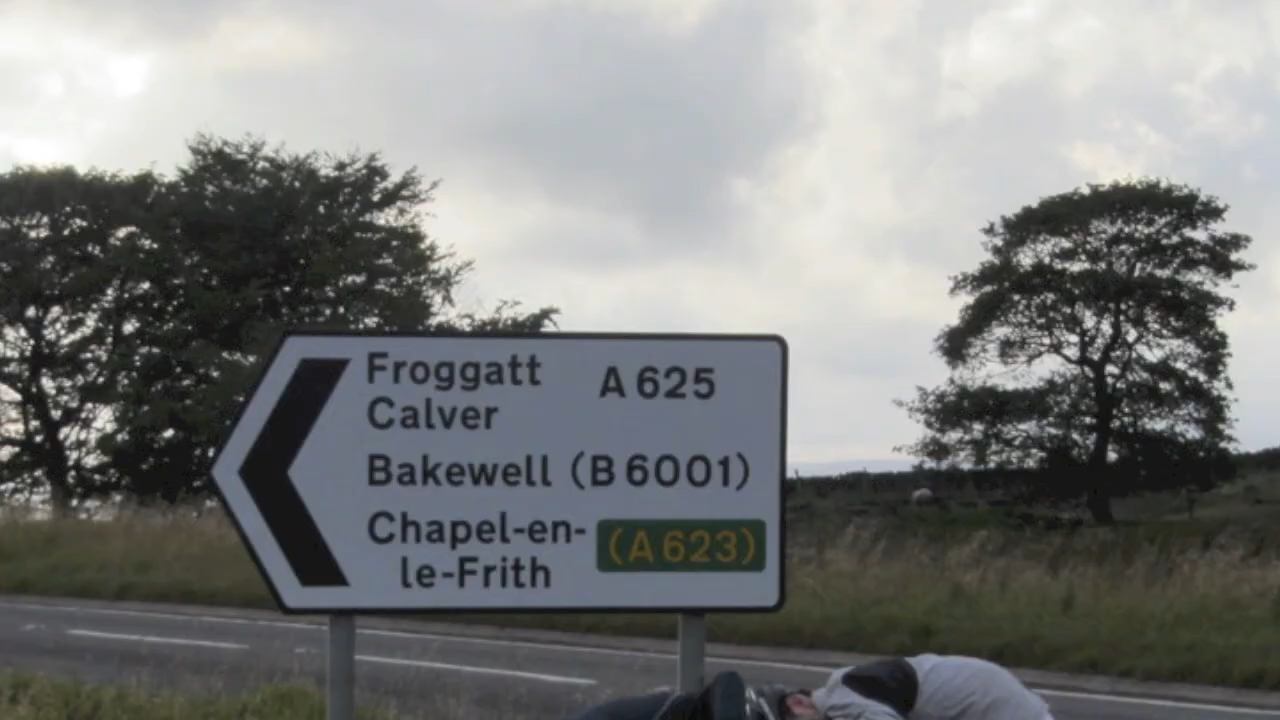 Froggatt A 625
Calver
Bakewell (B 6001)
Chapel-en-
le-Frith (A 623)